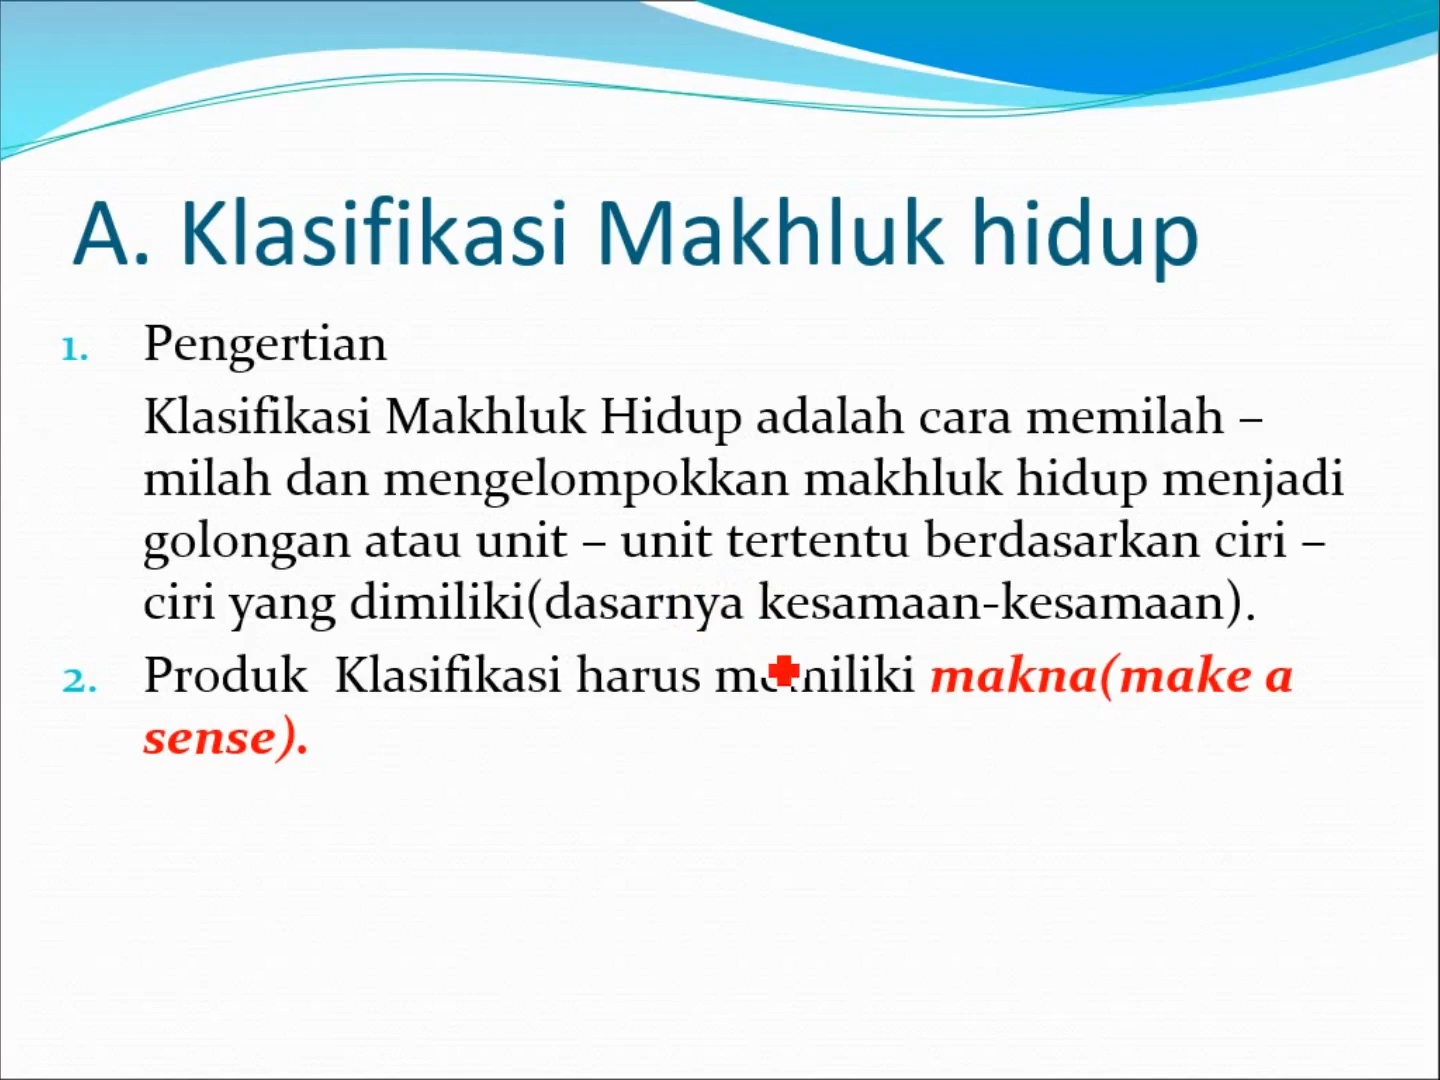 A. Klasifikasi Makhluk hidup
1. Pengertian
Klasifikasi Makhluk Hidup adalah cara memilah –
milah dan mengelompokkan makhluk hidup menjadi
golongan atau unit – unit tertentu berdasarkan ciri –
ciri yang dimiliki(dasarnya kesamaan-kesamaan).
2. Produk Klasifikasi harus memiliki makna(make a
sense).